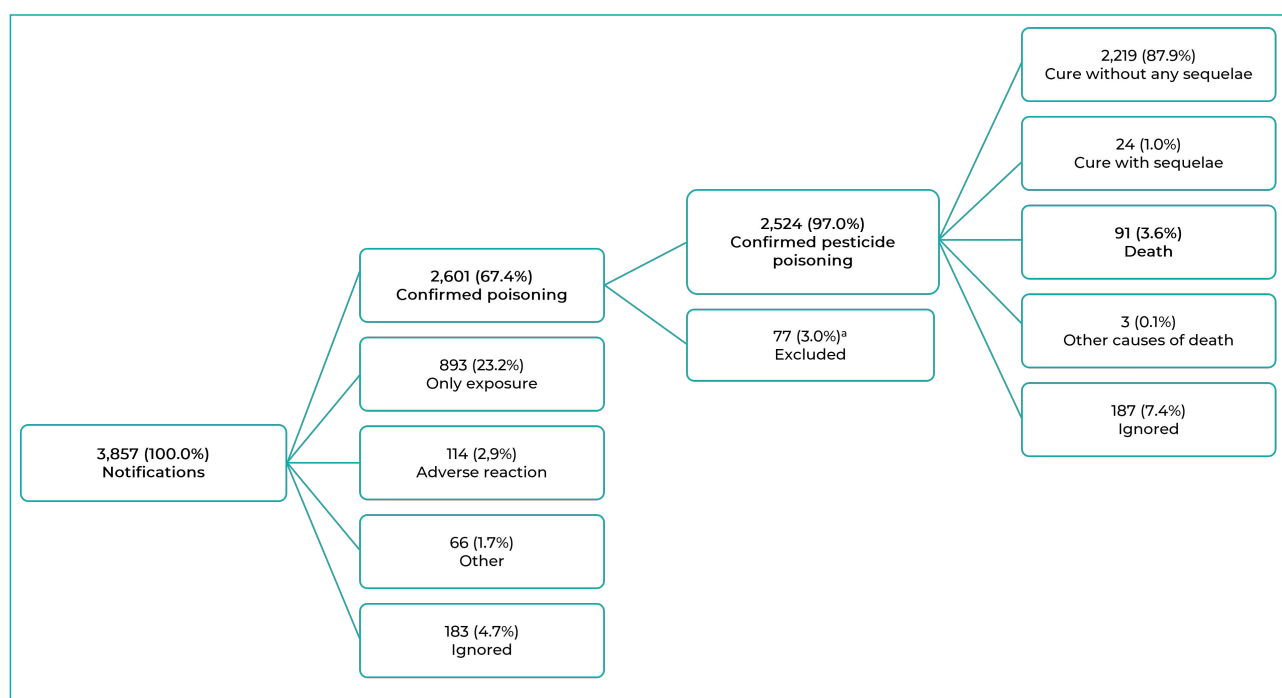 3,857 (100.0%)
Notifications
2,601 (67.4%)
Confirmed poisoning
893 (23.2%)
Only exposure
114 (2,9%)
Adverse reaction
66 (1.7%)
Other
183 (4.7%)
Ignored
2,524 (97.0%)
Confirmed pesticide
poisoning
77 (3.0%)ᵃ
Excluded
2,219 (87.9%)
Cure without any sequelae
24 (1.0%)
Cure with sequelae
91 (3.6%)
Death
3 (0.1%)
Other causes of death
187 (7.4%)
Ignored